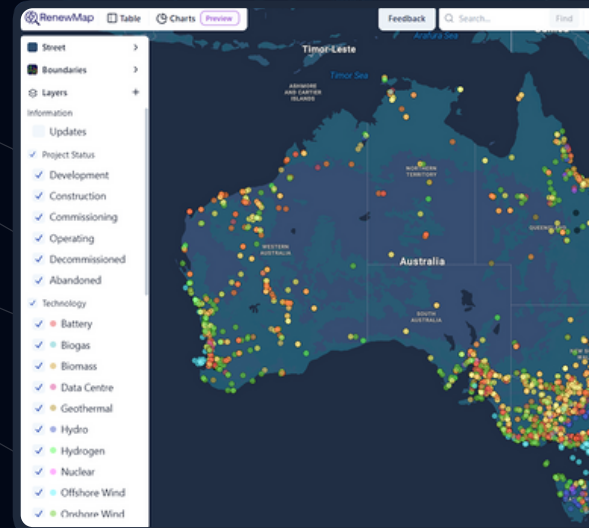 RenewMap
Table
Charts
Preview
Feedback
Search...
Find
Street
Boundaries
Layers
Information
Updates
Project Status
Development
Construction
Commissioning
Operating
Decommissioned
Abandoned
Technology
Battery
Biogas
Biomass
Data Centre
Geothermal
Hydro
Hydrogen
Nuclear
Offshore Wind
Onshore Wind
Arafura Sea
Timor-Leste
Timor Sea
ASHMORE
AND CARTIER
ISLANDS
NORTHERN
TERRITORY
WESTERN
AUSTRALIA
Australia
SOUTH
AUSTRALIA